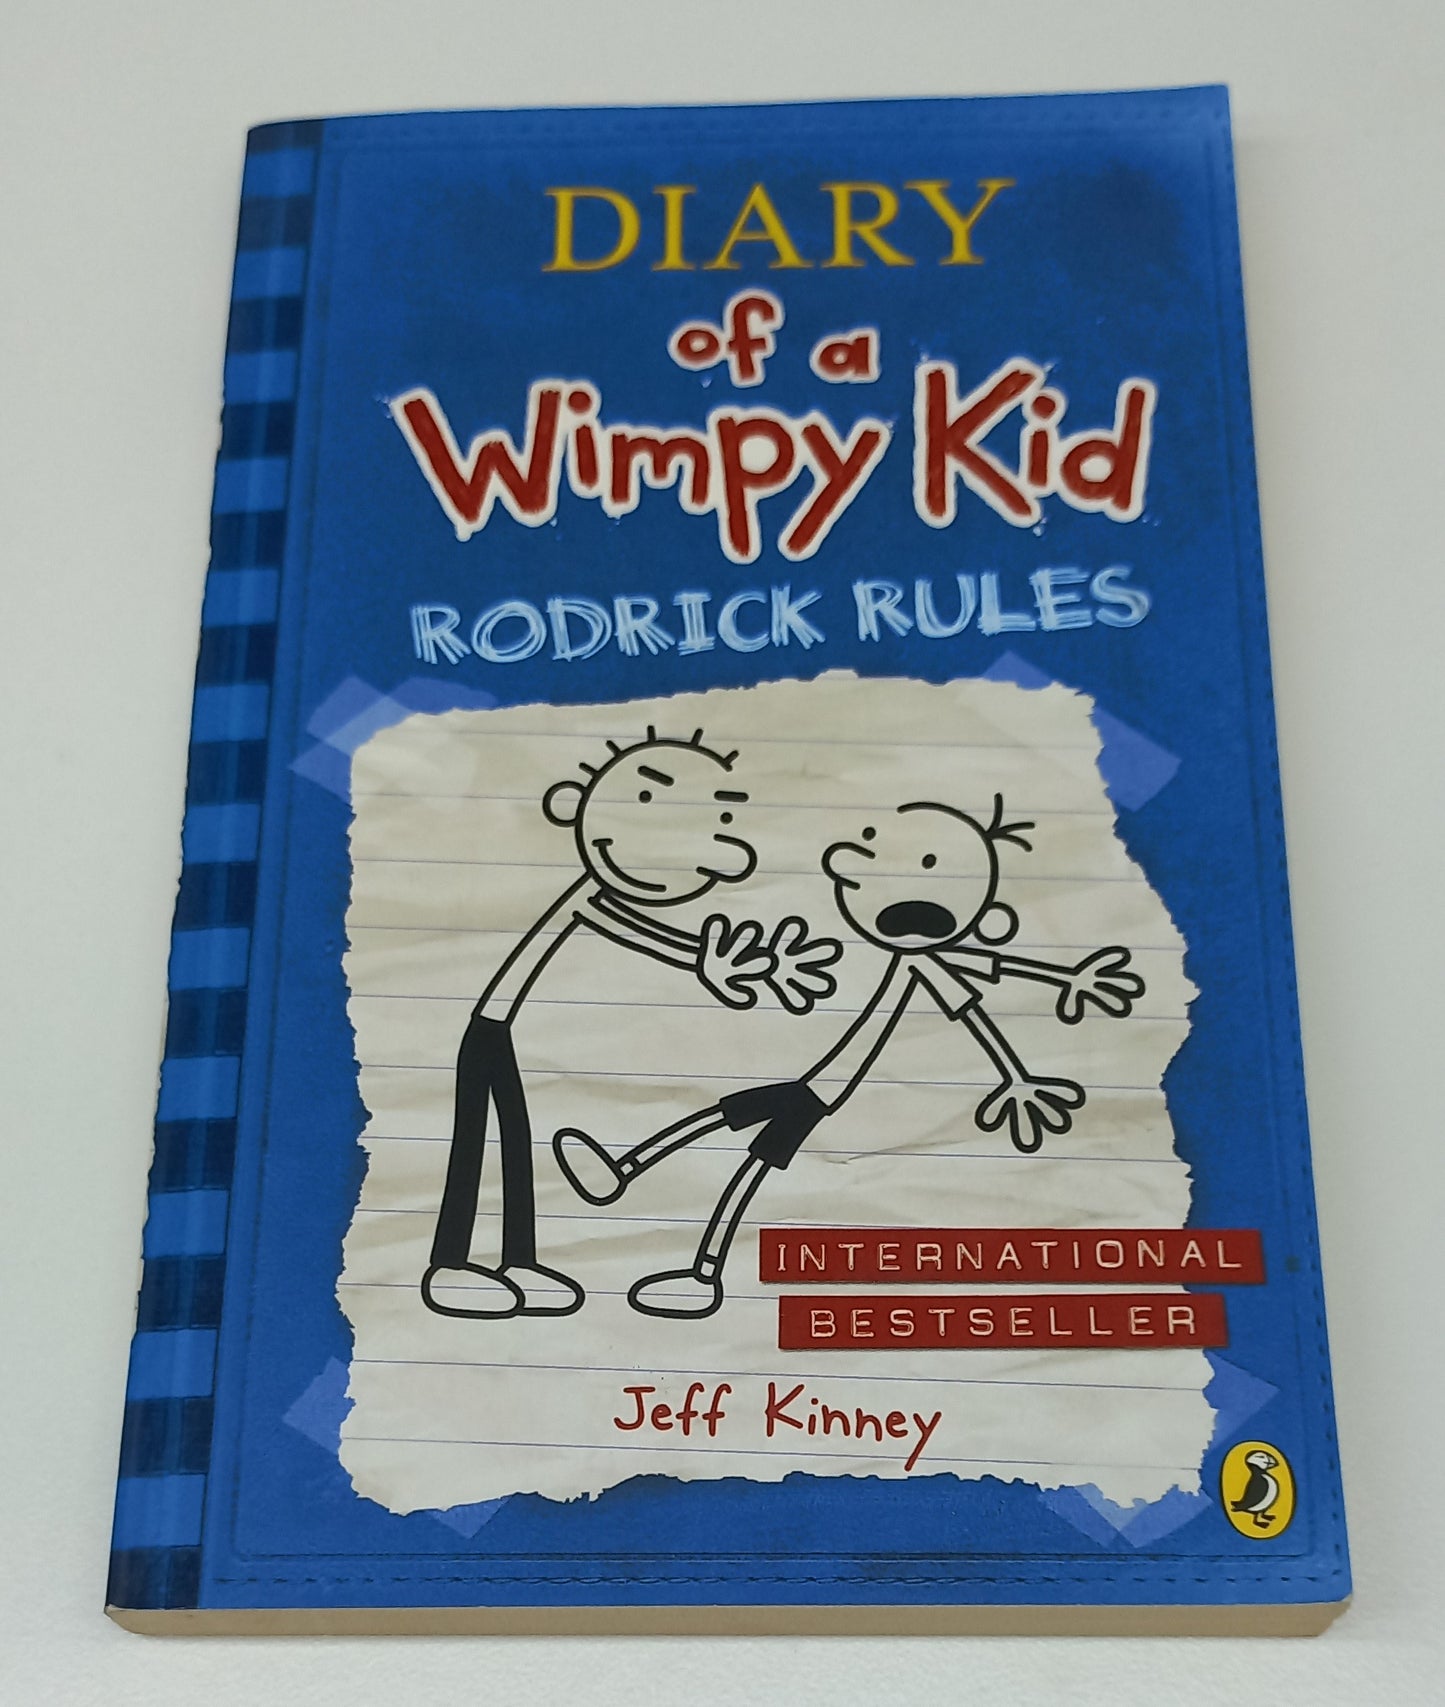 DIARY
of a
Wimpy Kid
RODRICK RULES
INTERNATIONAL
BESTSELLER
Jeff Kinney